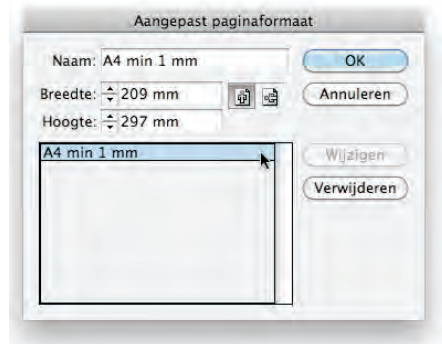 Aangepast paginaformaat
Naam: A4 min 1 mm
OK
Breedte: 209 mm
Annuleren
Hoogte: 297 mm
A4 min 1 mm
Wijzigen
Verwijderen